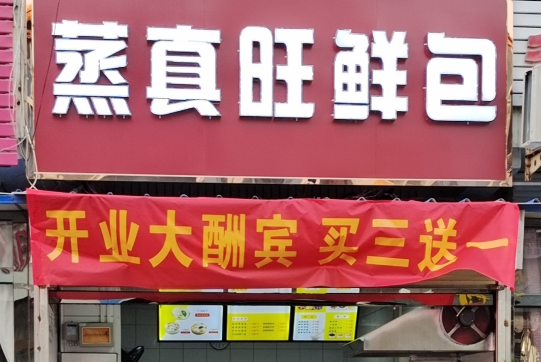 蒸真旺鲜包
开业大酬宾 买三送一